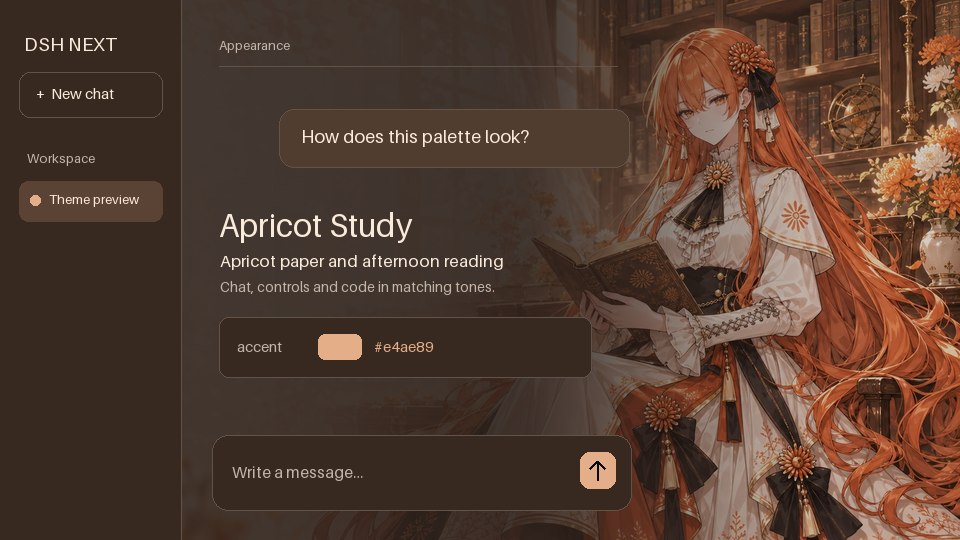 DSH NEXT
+ New chat
Workspace
Theme preview
Appearance
How does this palette look?
Apricot Study
Apricot paper and afternoon reading
Chat, controls and code in matching tones.
accent #e4ae89
Write a message...